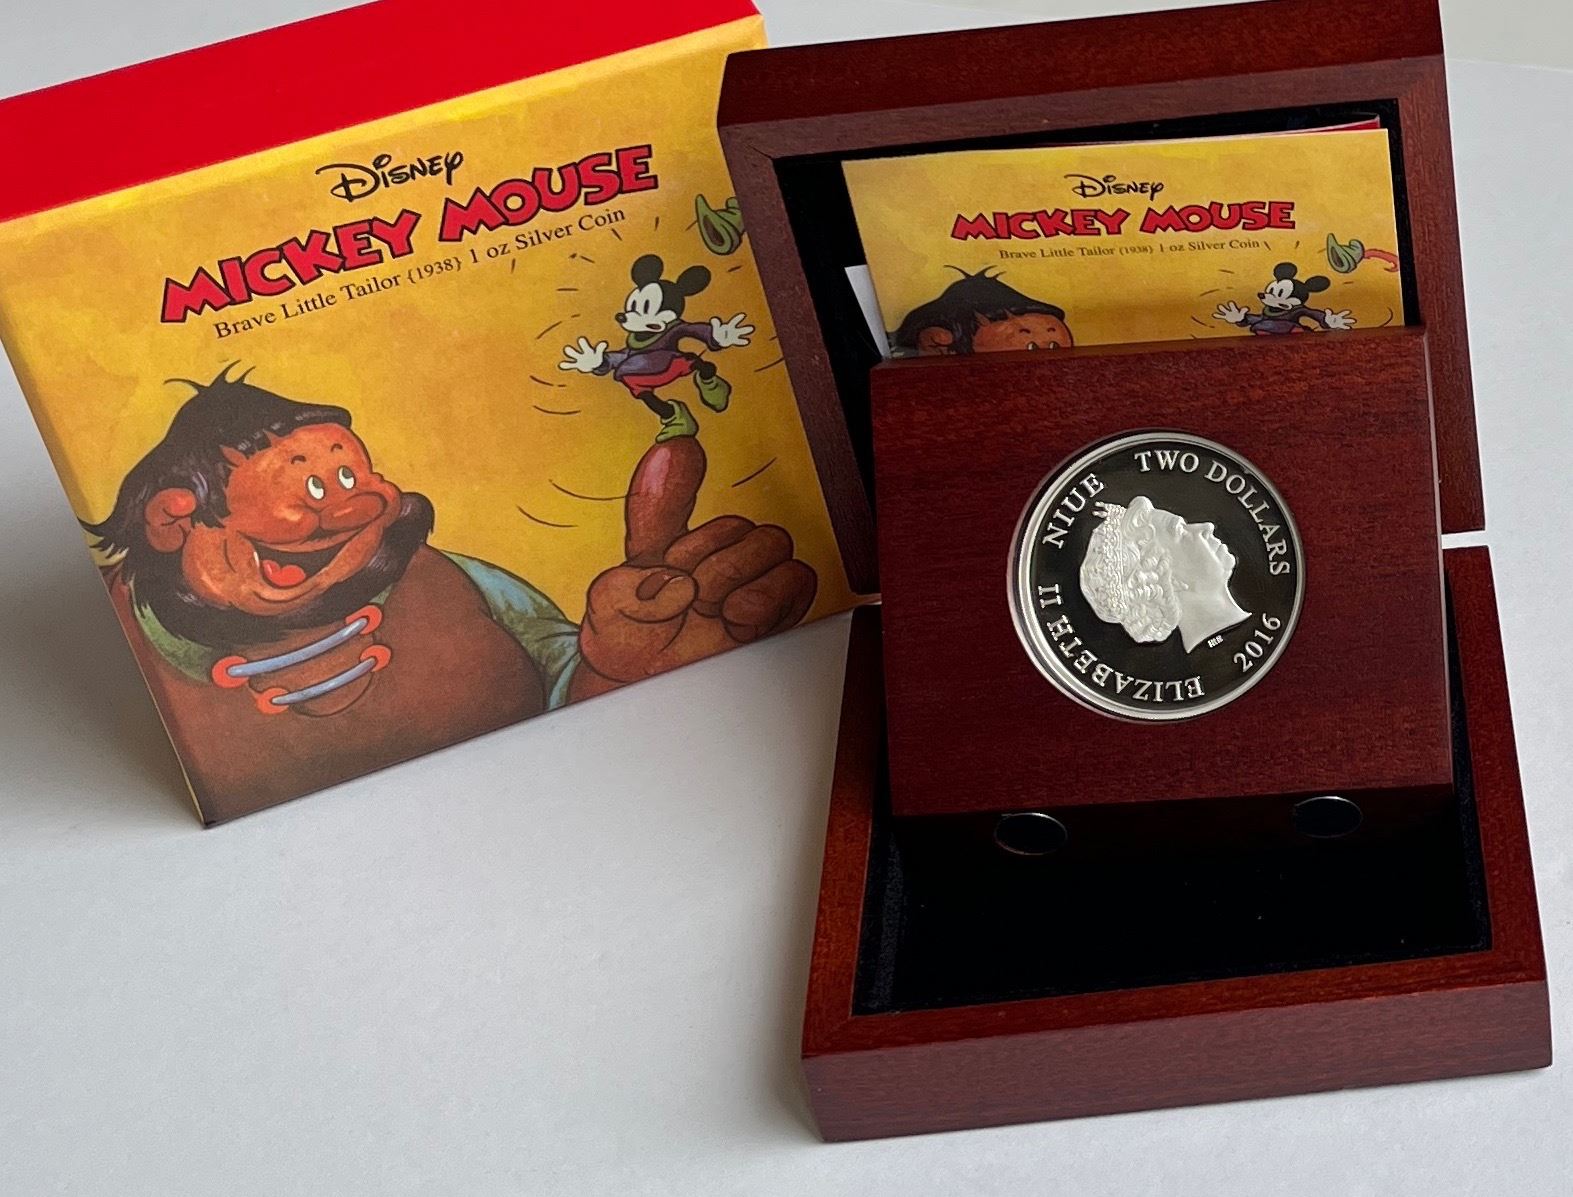 DISNEY
MICKEY MOUSE
Brave Little Tailor {1938} 1 oz Silver Coin
DISNEY
MICKEY MOUSE
Brave Little Tailor {1938} 1 oz Silver Coin
ELIZABETH II NIUE TWO DOLLARS 2016